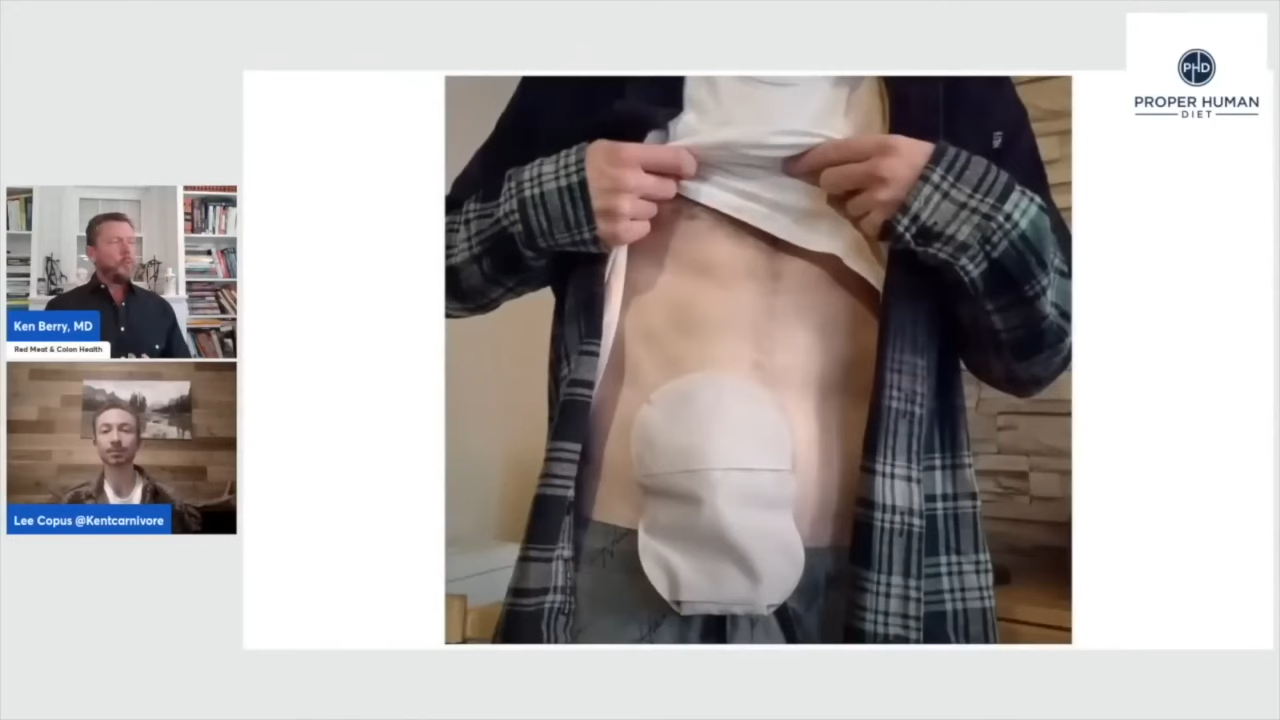 PHD
PROPER HUMAN
DIET
Ken Berry, MD
Red Meat & Colon Health
Lee Copus @Kentcarnivore